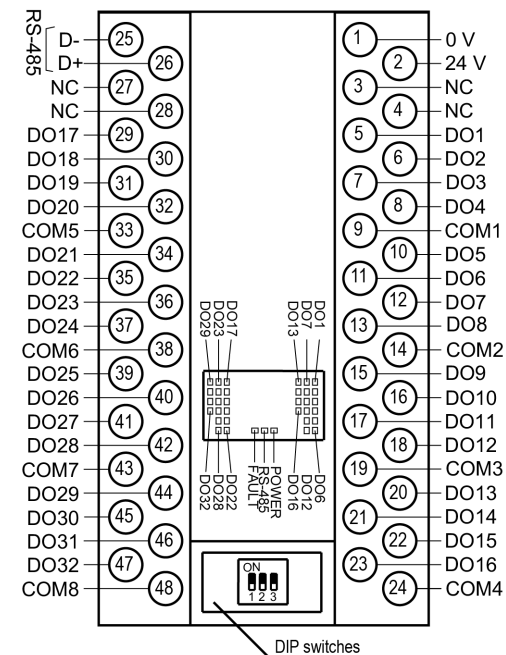 RS-485
D- 25 1 0 V
D+ 26 2 24 V
NC 27 3 NC
NC 28 4 NC
DO17 29 5 DO1
DO18 30 6 DO2
DO19 31 7 DO3
DO20 32 8 DO4
COM5 33 9 COM1
DO21 34 10 DO5
DO22 35 11 DO6
DO23 36 12 DO7
DO24 37 13 DO8
COM6 38 14 COM2
DO25 39 15 DO9
DO26 40 16 DO10
DO27 41 17 DO11
DO28 42 18 DO12
COM7 43 19 COM3
DO29 44 20 DO13
DO30 45 21 DO14
DO31 46 22 DO15
DO32 47 23 DO16
COM8 48 24 COM4
DO29 DO23 DO17 DO13 DO7 DO1
DO32 DO28 DO22 FAULT RS-485 POWER DO16 DO12 DO6
ON
1 2 3
DIP switches